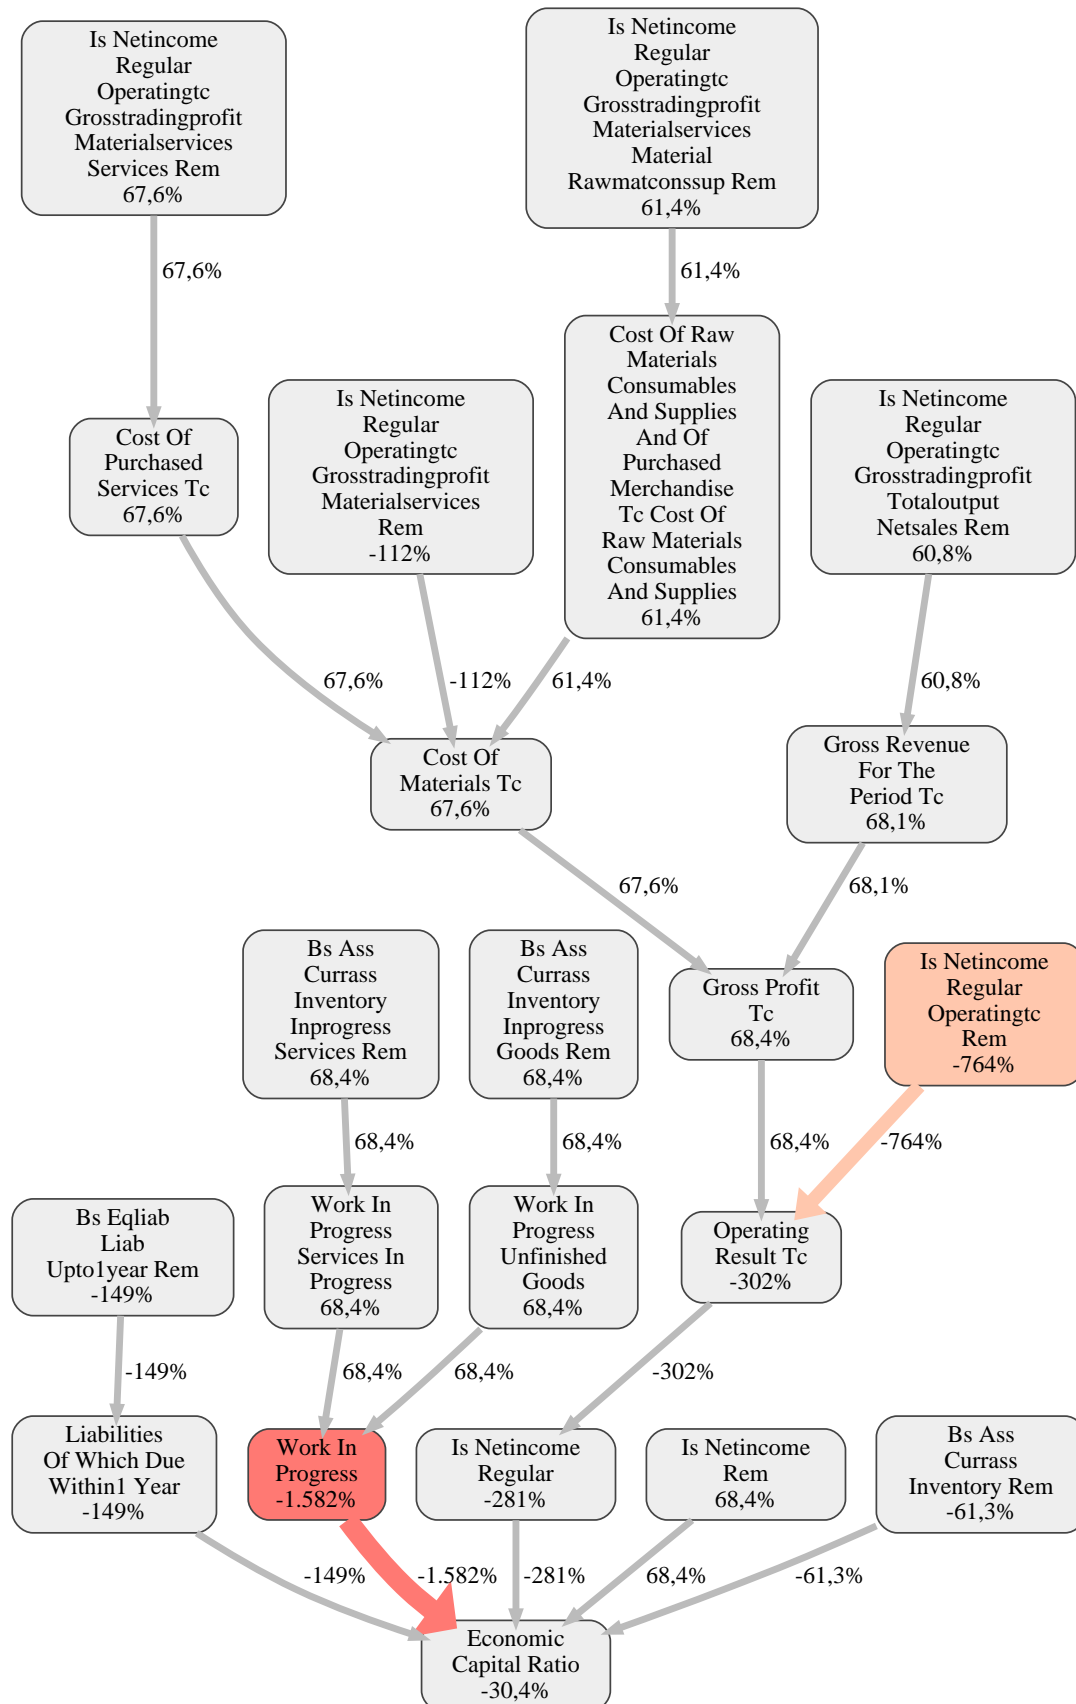 Is Netincome
Regular
Operatingtc
Grosstradingprofit
Materialservices
Services Rem
67,6%
Is Netincome
Regular
Operatingtc
Grosstradingprofit
Materialservices
Material
Rawmatconssup Rem
61,4%
67,6%
61,4%
Cost Of
Purchased
Services Tc
67,6%
Is Netincome
Regular
Operatingtc
Grosstradingprofit
Materialservices
Rem
-112%
Cost Of Raw
Materials
Consumables
And Supplies
And Of
Purchased
Merchandise
Tc Cost Of
Raw Materials
Consumables
And Supplies
61,4%
Is Netincome
Regular
Operatingtc
Grosstradingprofit
Totaloutput
Netsales Rem
60,8%
67,6%
-112%
61,4%
60,8%
Cost Of
Materials Tc
67,6%
Gross Revenue
For The
Period Tc
68,1%
67,6%
68,1%
Bs Ass
Currass
Inventory
Inprogress
Services Rem
68,4%
Bs Ass
Currass
Inventory
Inprogress
Goods Rem
68,4%
Gross Profit
Tc
68,4%
Is Netincome
Regular
Operatingtc
Rem
-764%
68,4%
68,4%
68,4%
-764%
Bs Eqliab
Liab
Upto1year Rem
-149%
Work In
Progress
Services In
Progress
68,4%
Work In
Progress
Unfinished
Goods
68,4%
Operating
Result Tc
-302%
-149%
68,4%
68,4%
-302%
Liabilities
Of Which Due
Within1 Year
-149%
Work In
Progress
-1.582%
Is Netincome
Regular
-281%
Is Netincome
Rem
68,4%
Bs Ass
Currass
Inventory Rem
-61,3%
-149%
-1.582%
-281%
68,4%
-61,3%
Economic
Capital Ratio
-30,4%